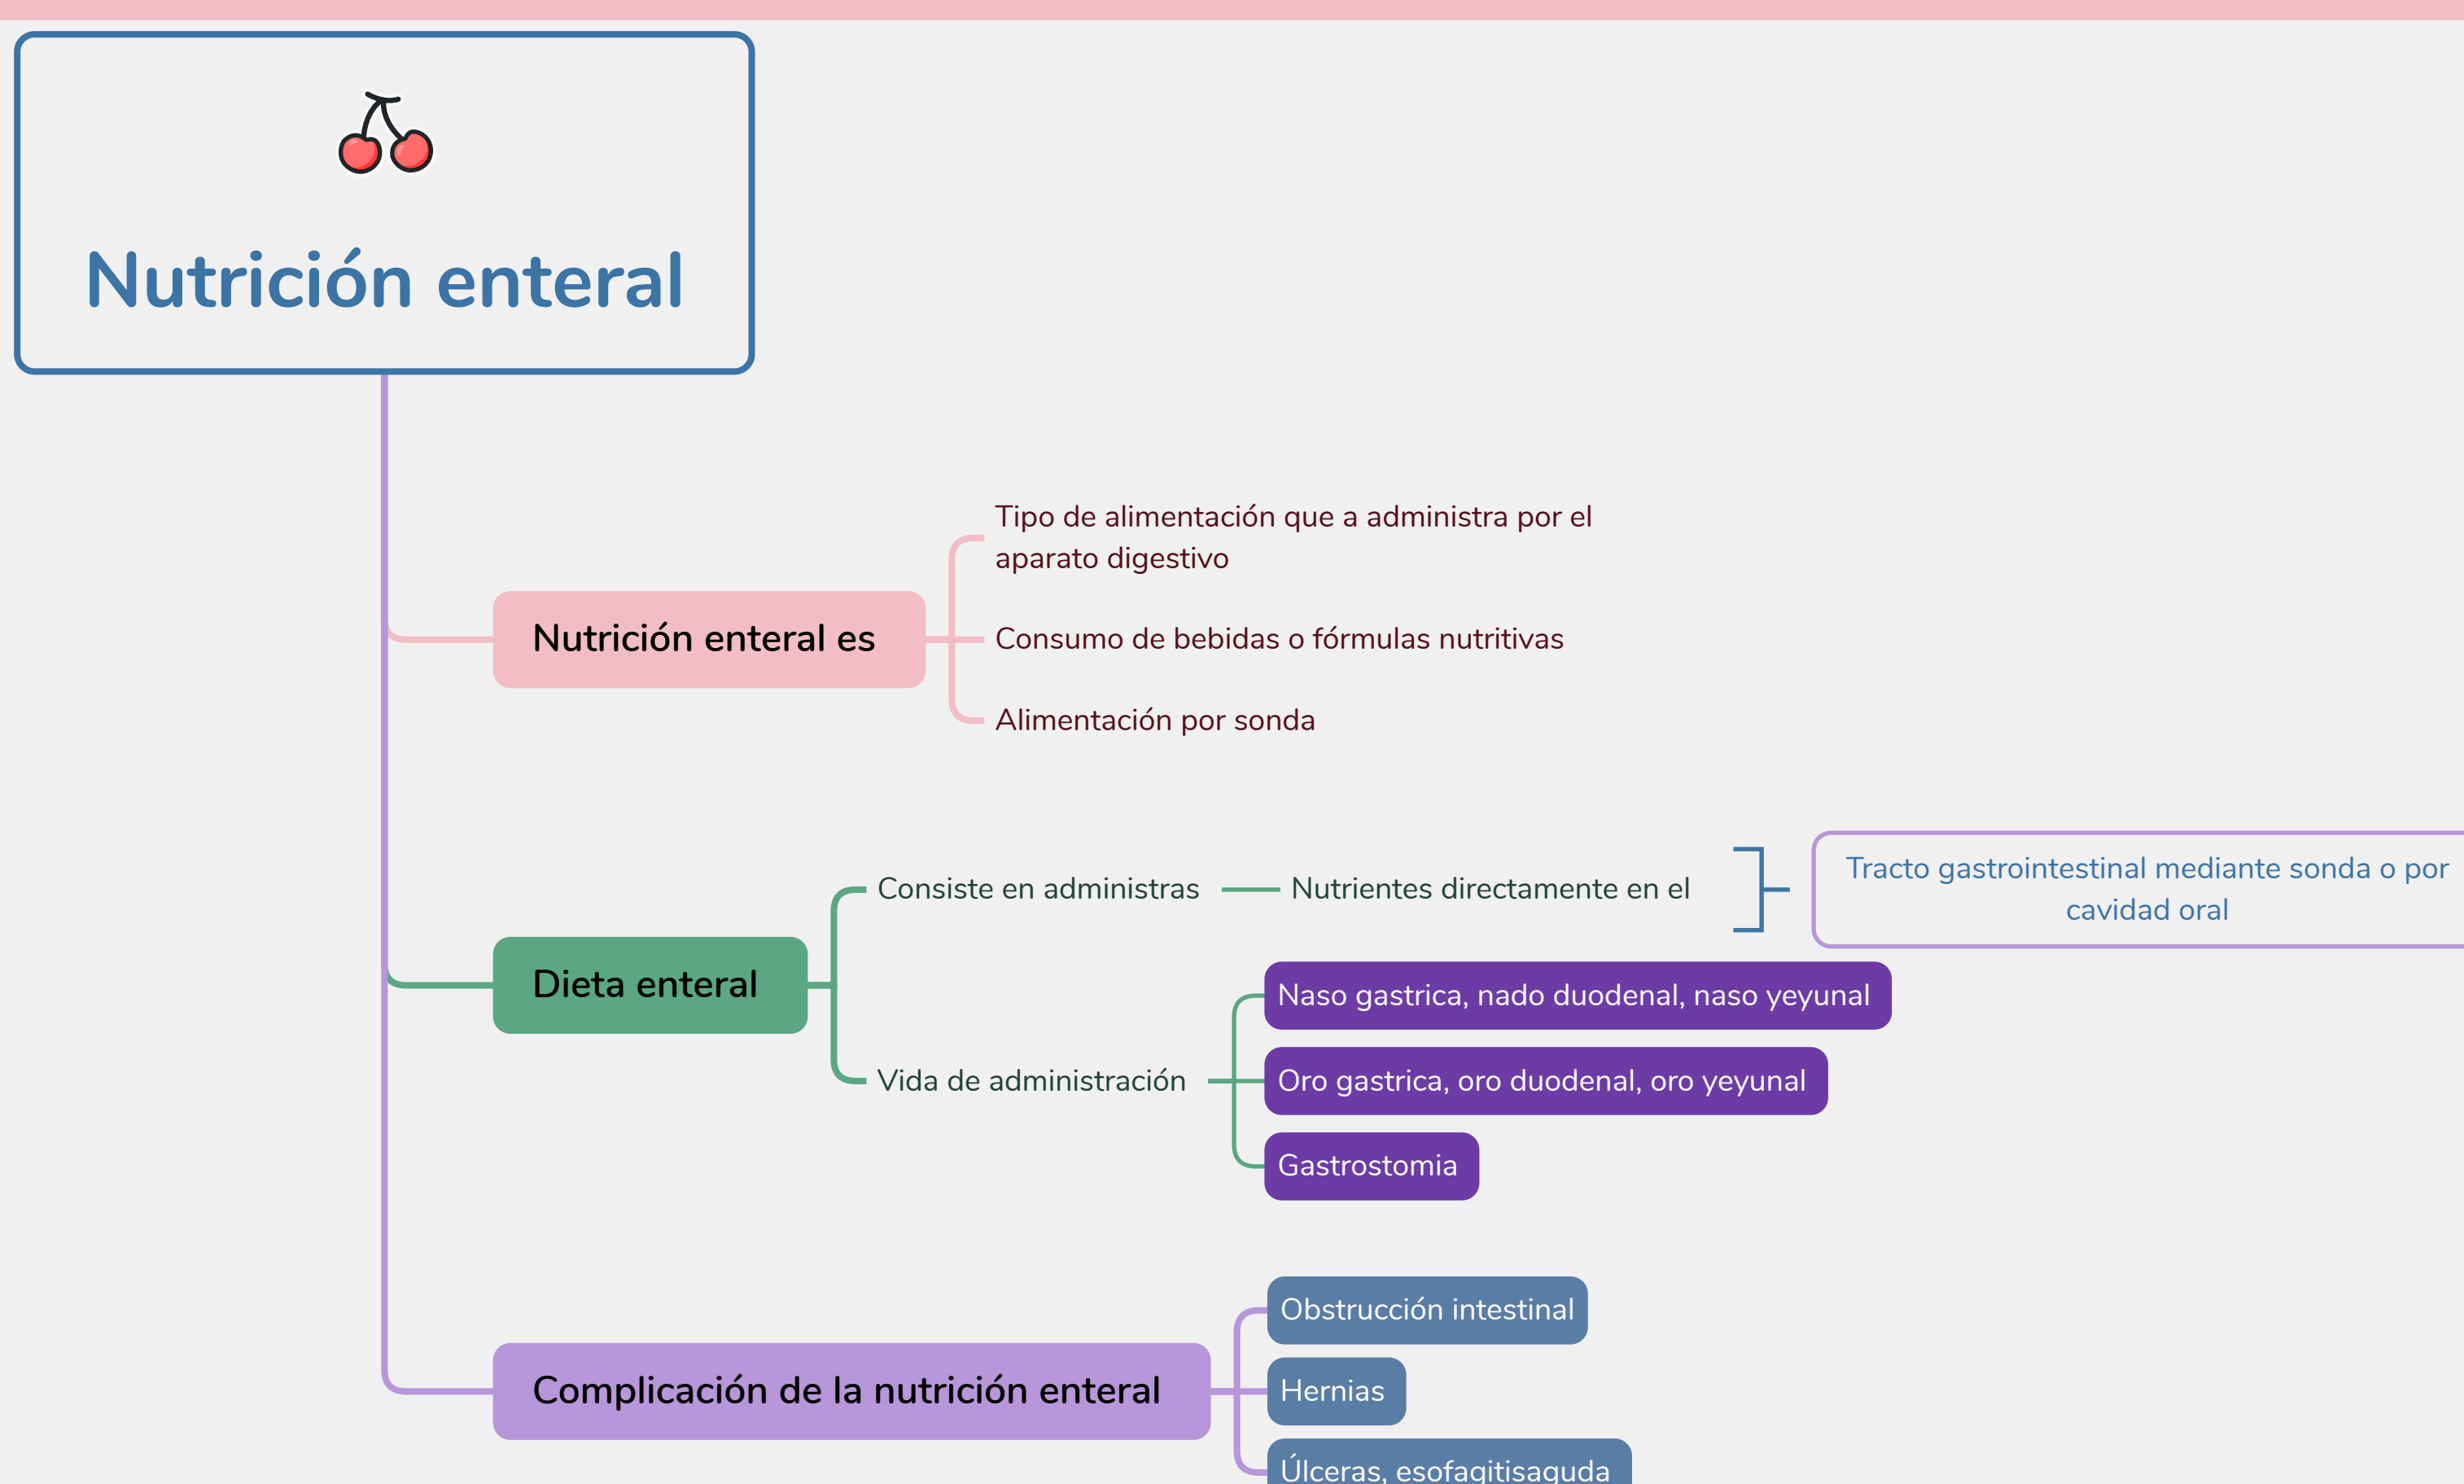 Nutrición enteral
Tipo de alimentación que a administra por el
aparato digestivo
Nutrición enteral es
Consumo de bebidas o fórmulas nutritivas
Alimentación por sonda
Tracto gastrointestinal mediante sonda o por
cavidad oral
Consiste en administras
Nutrientes directamente en el
Dieta enteral
Naso gastrica, nado duodenal, naso yeyunal
Vida de administración
Oro gastrica, oro duodenal, oro yeyunal
Gastrostomia
Obstrucción intestinal
Complicación de la nutrición enteral
Hernias
Úlceras, esofagitisaguda